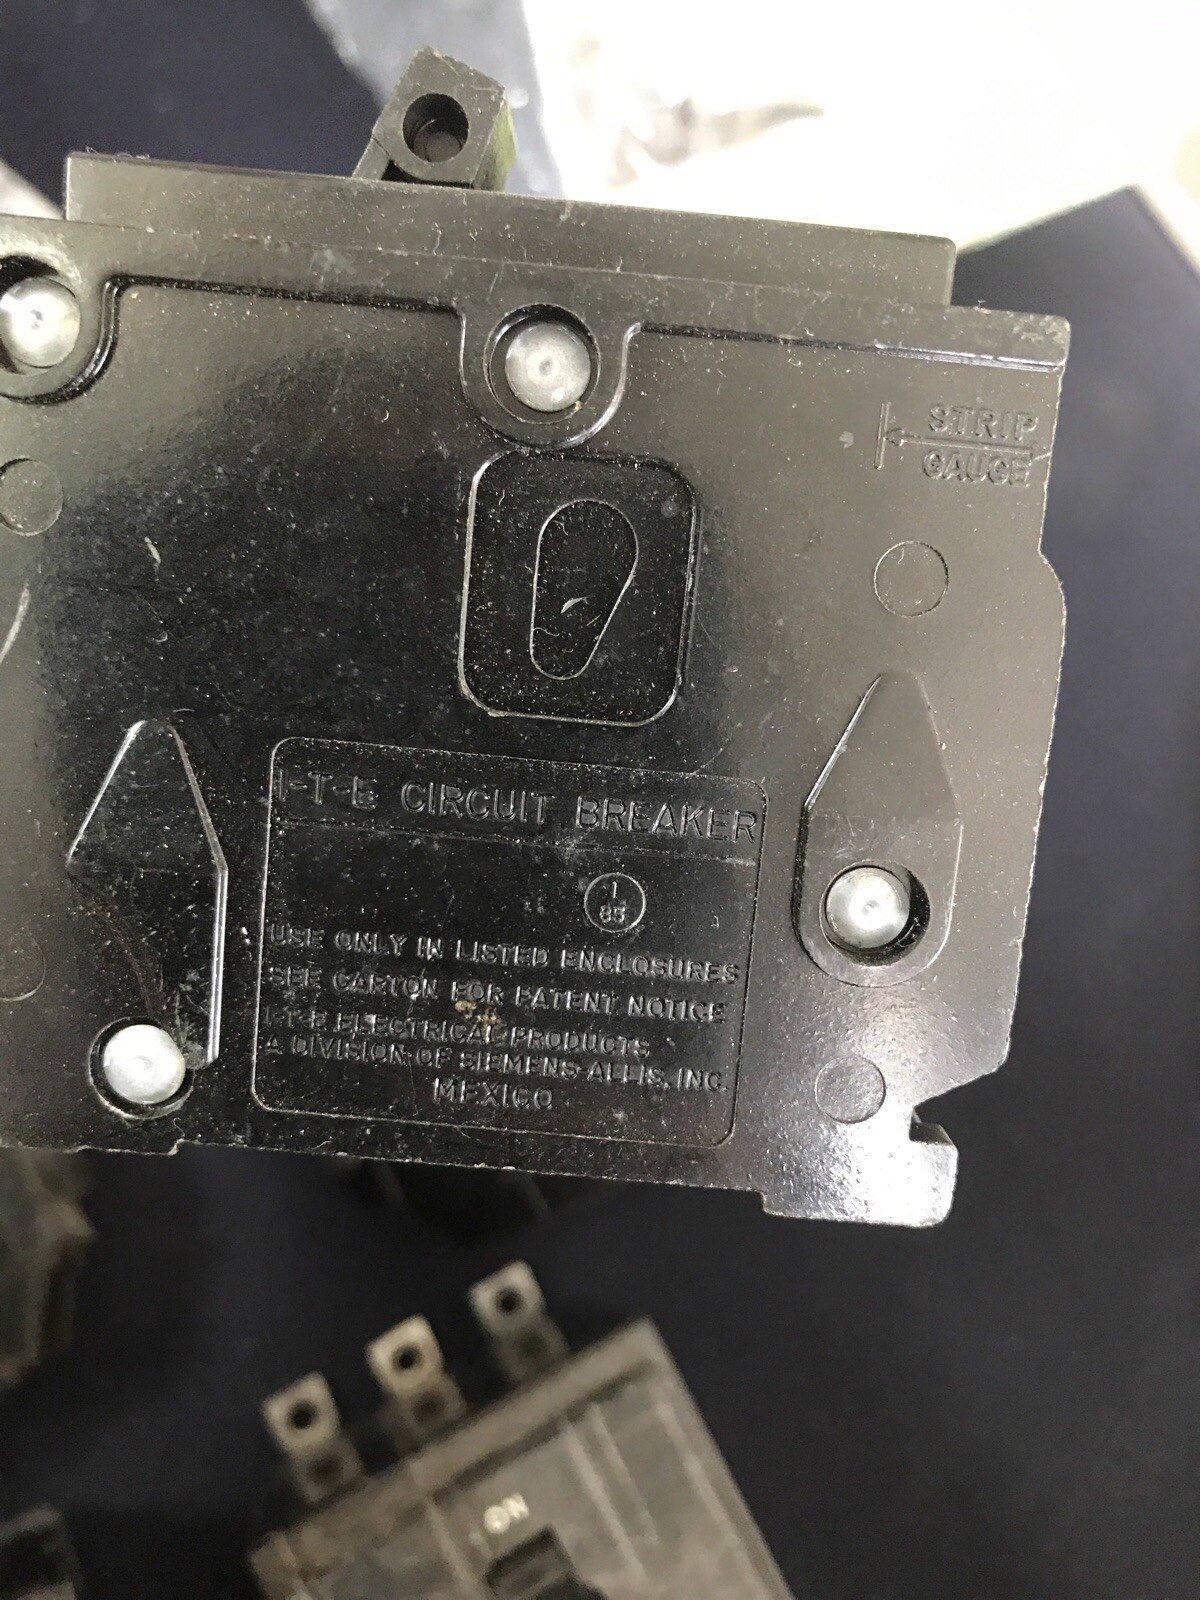 STRIP
GAUGE
I-T-E CIRCUIT BREAKER
1
85
USE ONLY IN LISTED ENCLOSURES
SEE CARTON FOR PATENT NOTICE
I-T-E ELECTRICAL PRODUCTS
A DIVISION OF SIEMENS-ALLIS, INC.
MEXICO
ON